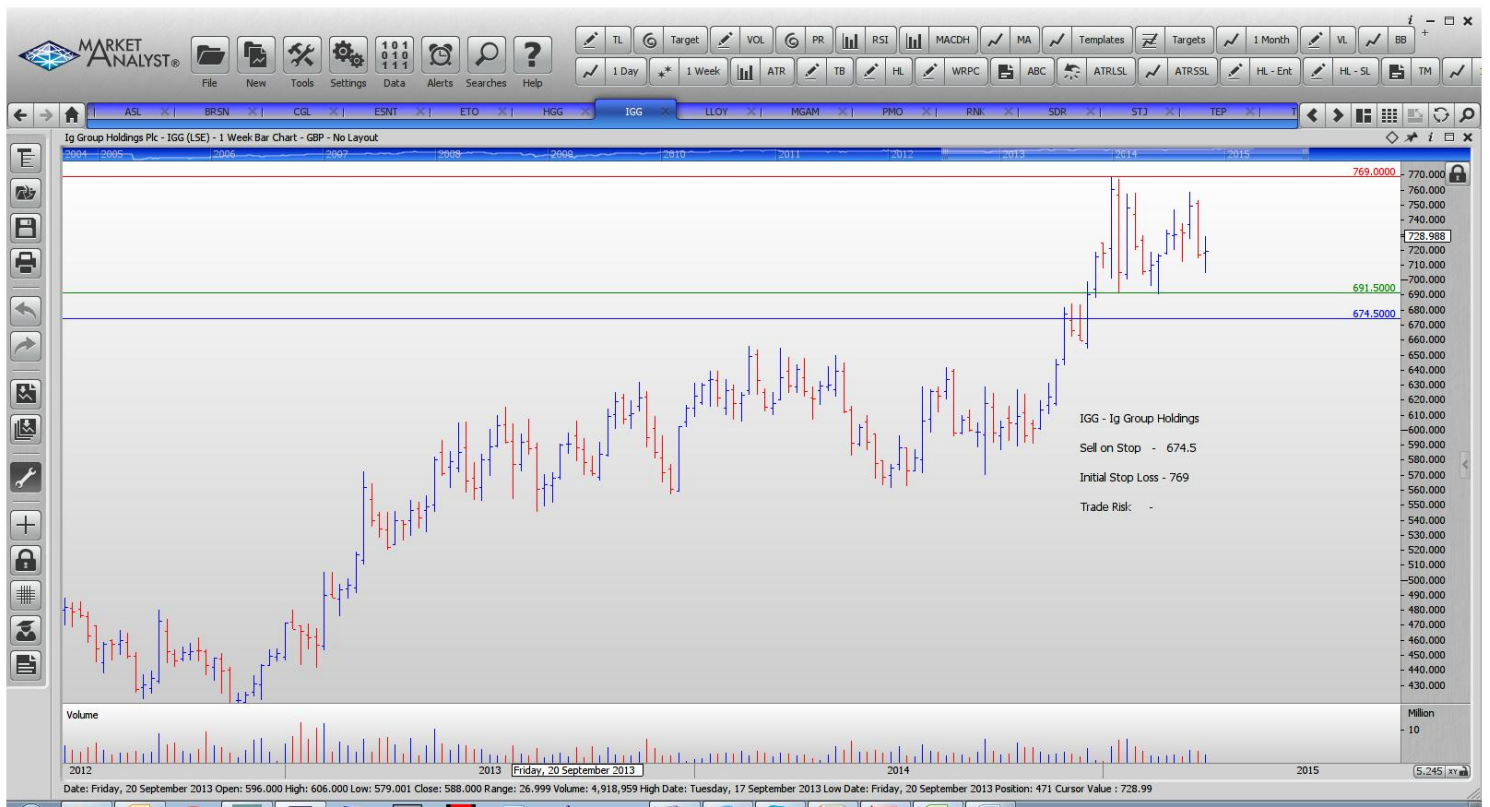 i
MARKET
ANALYST®
File New Tools Settings Data Alerts Searches Help
TL Target VOL PR RSI MACDH MA Templates Targets 1 Month VL BB +
1 Day 1 Week ATR TB HL WRPC ABC ATRLSL ATRSSL HL - Ent HL - SL TM
ASL BRSN CGL ESNT ETO HGG IGG LLOY MGAM PMO RNK SDR STJ TEP T
Ig Group Holdings Plc - IGG (LSE) - 1 Week Bar Chart - GBP - No Layout
2004 2005 2006 2007 2008 2009 2010 2011 2012 2013 2014 2015
769.0000
770.000
760.000
750.000
740.000
728.988
720.000
710.000
700.000
691.5000
690.000
680.000
674.5000
670.000
660.000
650.000
640.000
630.000
620.000
610.000
600.000
590.000
580.000
570.000
560.000
550.000
540.000
530.000
520.000
510.000
500.000
490.000
480.000
470.000
460.000
450.000
440.000
430.000
IGG - Ig Group Holdings
Sell on Stop - 674.5
Initial Stop Loss - 769
Trade Risk -
Volume
Million
10
2012 2013 Friday, 20 September 2013 2014 2015
5.245 XY
Date: Friday, 20 September 2013 Open: 596.000 High: 606.000 Low: 579.001 Close: 588.000 Range: 26.999 Volume: 4,918,959 High Date: Tuesday, 17 September 2013 Low Date: Friday, 20 September 2013 Position: 471 Cursor Value : 728.99